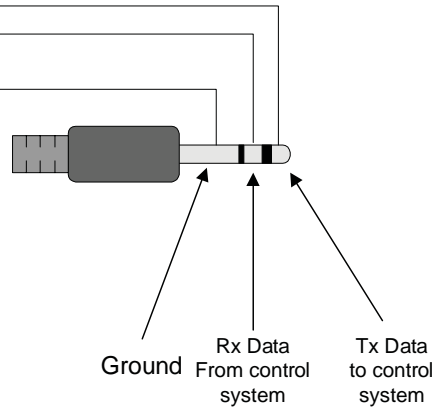 Ground
Rx Data
From control
system
Tx Data
to control
system